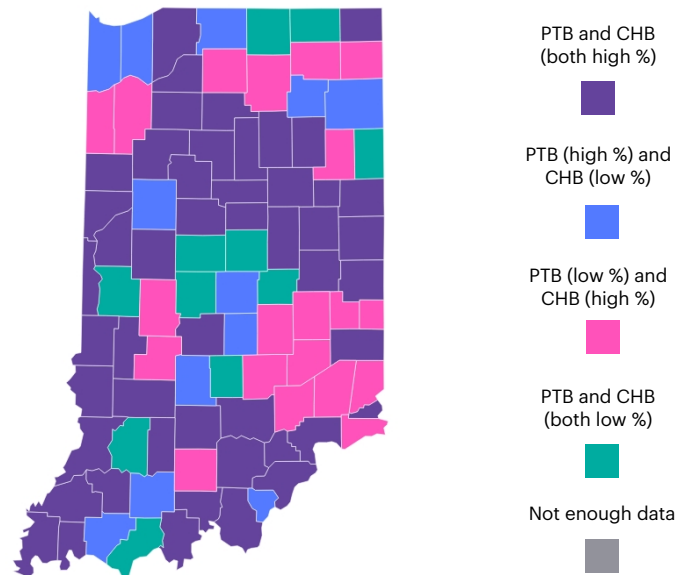 PTB and CHB
(both high %)
PTB (high %) and
CHB (low %)
PTB (low %) and
CHB (high %)
PTB and CHB
(both low %)
Not enough data